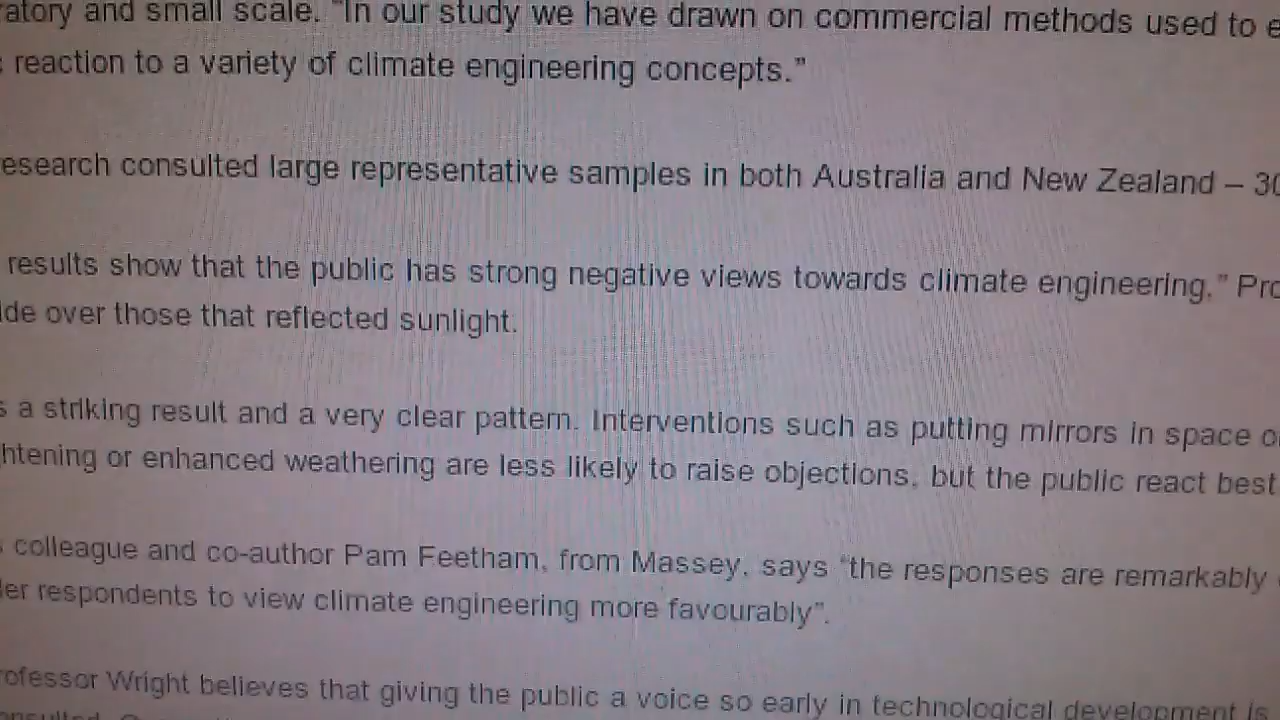 and small scale. "In our study we have drawn on commercial methods used to
reaction to a variety of climate engineering concepts."
esearch consulted large representative samples in both Australia and New Zealand – 30
results show that the public has strong negative views towards climate engineering," Pro
ide over those that reflected sunlight.
s a striking result and a very clear pattern. Interventions such as putting mirrors in space o
htening or enhanced weathering are less likely to raise objections, but the public react best
colleague and co-author Pam Feetham, from Massey, says "the responses are remarkably
er respondents to view climate engineering more favourably".
rofessor Wright believes that giving the public a voice so early in technological development is